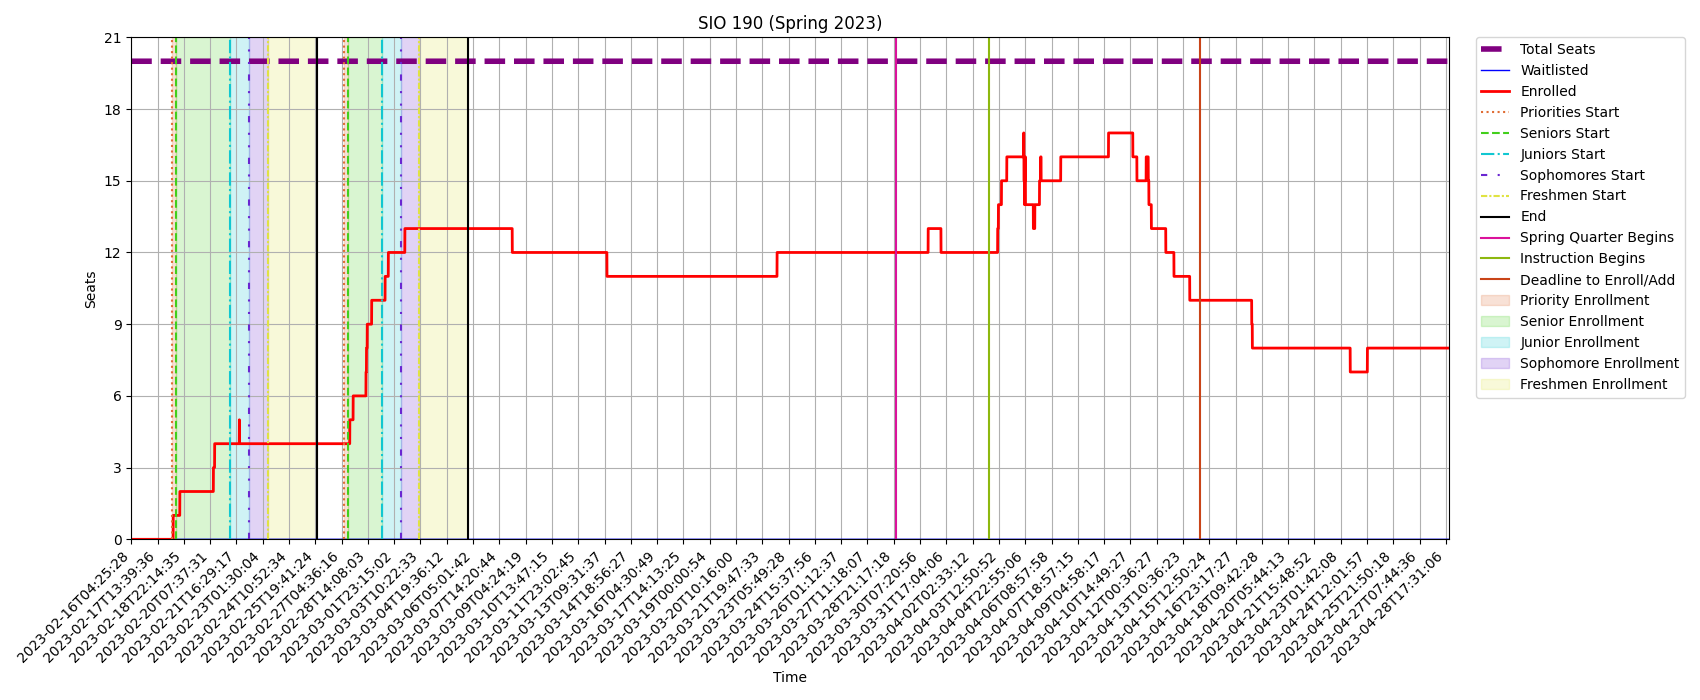 SIO 190 (Spring 2023)
21
18
15
12
9
6
3
0
Seats
2023-02-16T04:25:28
2023-02-17T13:39:36
2023-02-18T22:14:35
2023-02-20T07:37:31
2023-02-21T16:29:17
2023-02-23T01:30:04
2023-02-24T10:52:34
2023-02-25T19:41:24
2023-02-27T04:36:16
2023-02-28T14:08:03
2023-03-01T23:15:02
2023-03-03T10:22:33
2023-03-04T19:36:12
2023-03-06T05:01:42
2023-03-07T14:20:44
2023-03-09T04:24:19
2023-03-10T13:47:15
2023-03-11T23:02:45
2023-03-13T09:31:37
2023-03-14T18:56:27
2023-03-16T04:30:49
2023-03-17T14:13:25
2023-03-19T00:00:54
2023-03-20T10:16:00
2023-03-21T19:47:33
2023-03-23T05:49:28
2023-03-24T15:37:56
2023-03-26T01:12:37
2023-03-27T11:18:07
2023-03-28T21:17:18
2023-03-30T07:20:56
2023-03-31T17:04:06
2023-04-02T02:33:12
2023-04-03T12:50:52
2023-04-04T22:55:06
2023-04-06T08:57:58
2023-04-07T18:57:15
2023-04-09T04:58:17
2023-04-10T14:49:27
2023-04-12T00:36:27
2023-04-13T10:36:23
2023-04-15T12:50:24
2023-04-16T23:17:27
2023-04-18T09:42:28
2023-04-20T05:44:13
2023-04-21T15:48:52
2023-04-23T01:42:08
2023-04-24T12:01:57
2023-04-25T21:50:18
2023-04-27T07:44:36
2023-04-28T17:31:06
Time
Total Seats
Waitlisted
Enrolled
Priorities Start
Seniors Start
Juniors Start
Sophomores Start
Freshmen Start
End
Spring Quarter Begins
Instruction Begins
Deadline to Enroll/Add
Priority Enrollment
Senior Enrollment
Junior Enrollment
Sophomore Enrollment
Freshmen Enrollment